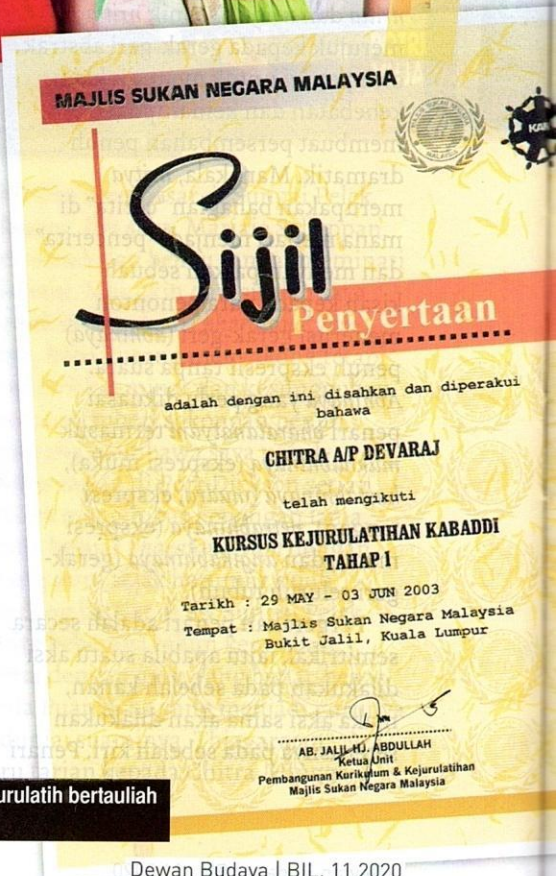 MAJLIS SUKAN NEGARA MALAYSIA
Sijil
Penyertaan
adalah dengan ini disahkan dan diperakui
bahawa
CHITRA A/P DEVARAJ
telah mengikuti
KURSUS KEJURULATIHAN KABADDI
TAHAP 1
Tarikh : 29 MAY - 03 JUN 2003
Tempat : Majlis Sukan Negara Malaysia
Bukit Jalil, Kuala Lumpur
AB. JALIL HJ. ABDULLAH
Ketua Unit
Pembangunan Kurikulum & Kejurulatihan
Majlis Sukan Negara Malaysia
urulatih bertauliah
Dewan Budaya | BIL. 11 2020